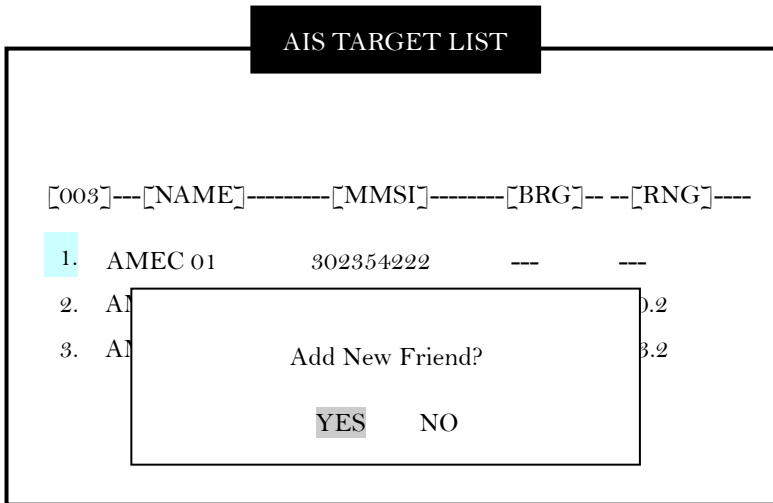 AIS TARGET LIST
[003]---[NAME]---------[MMSI]--------[BRG]-- --[RNG]----
1. AMEC 01 302354222 --- ---
2.
3.
Add New Friend?
YES NO